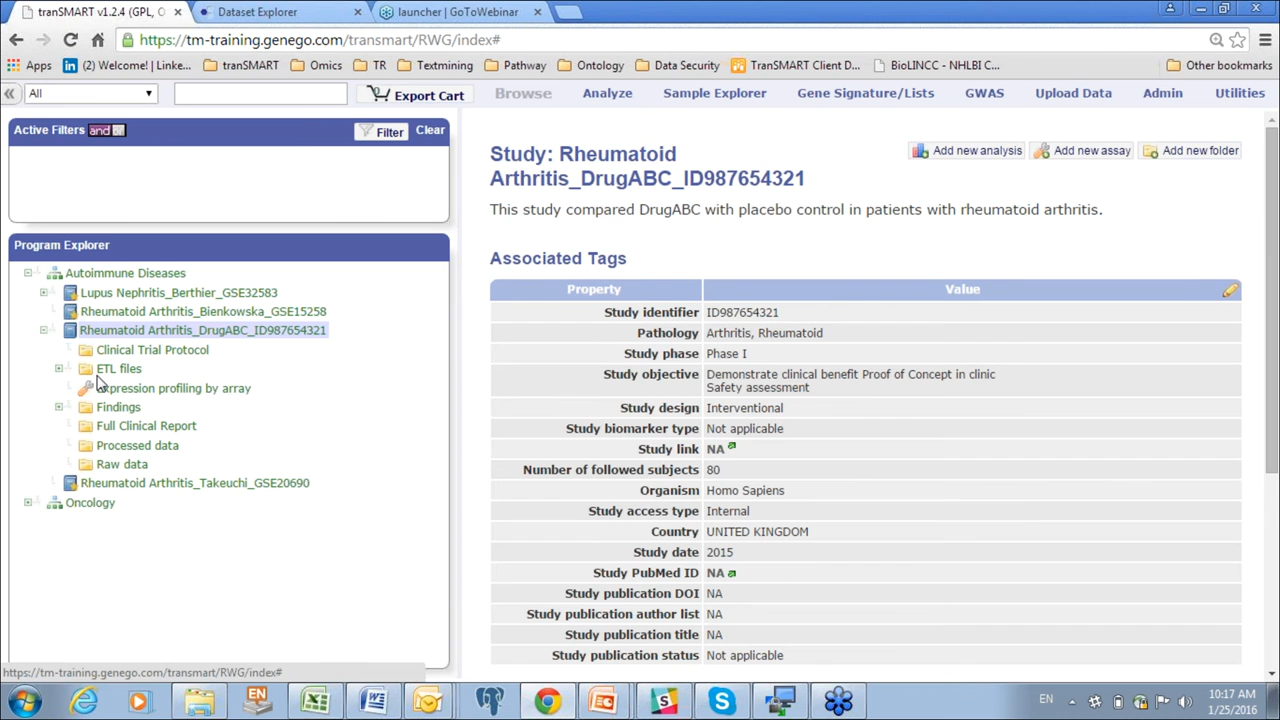 tranSMART v1.2.4 (GPL, O
Dataset Explorer
launcher | GoToWebinar
https://tm-training.genego.com/transmart/RWG/index#
Apps
(2) Welcome! | Linke...
tranSMART
Omics
TR
Textmining
Pathway
Ontology
Data Security
TranSMART Client D...
BioLINCC - NHLBI C...
Other bookmarks
All
Export Cart
Browse
Analyze
Sample Explorer
Gene Signature/Lists
GWAS
Upload Data
Admin
Utilities
Active Filters and or
Filter
Clear
Program Explorer
Autoimmune Diseases
Lupus Nephritis_Berthier_GSE32583
Rheumatoid Arthritis_Bienkowska_GSE15258
Rheumatoid Arthritis_DrugABC_ID987654321
Clinical Trial Protocol
ETL files
Expression profiling by array
Findings
Full Clinical Report
Processed data
Raw data
Rheumatoid Arthritis_Takeuchi_GSE20690
Oncology
Study: Rheumatoid
Arthritis_DrugABC_ID987654321
Add new analysis
Add new assay
Add new folder
This study compared DrugABC with placebo control in patients with rheumatoid arthritis.
Associated Tags
Property Value
Study identifier ID987654321
Pathology Arthritis, Rheumatoid
Study phase Phase I
Study objective Demonstrate clinical benefit Proof of Concept in clinic
Safety assessment
Study design Interventional
Study biomarker type Not applicable
Study link NA
Number of followed subjects 80
Organism Homo Sapiens
Study access type Internal
Country UNITED KINGDOM
Study date 2015
Study PubMed ID NA
Study publication DOI NA
Study publication author list NA
Study publication title NA
Study publication status Not applicable
https://tm-training.genego.com/transmart/RWG/index#
EN
EN
10:17 AM
1/25/2016